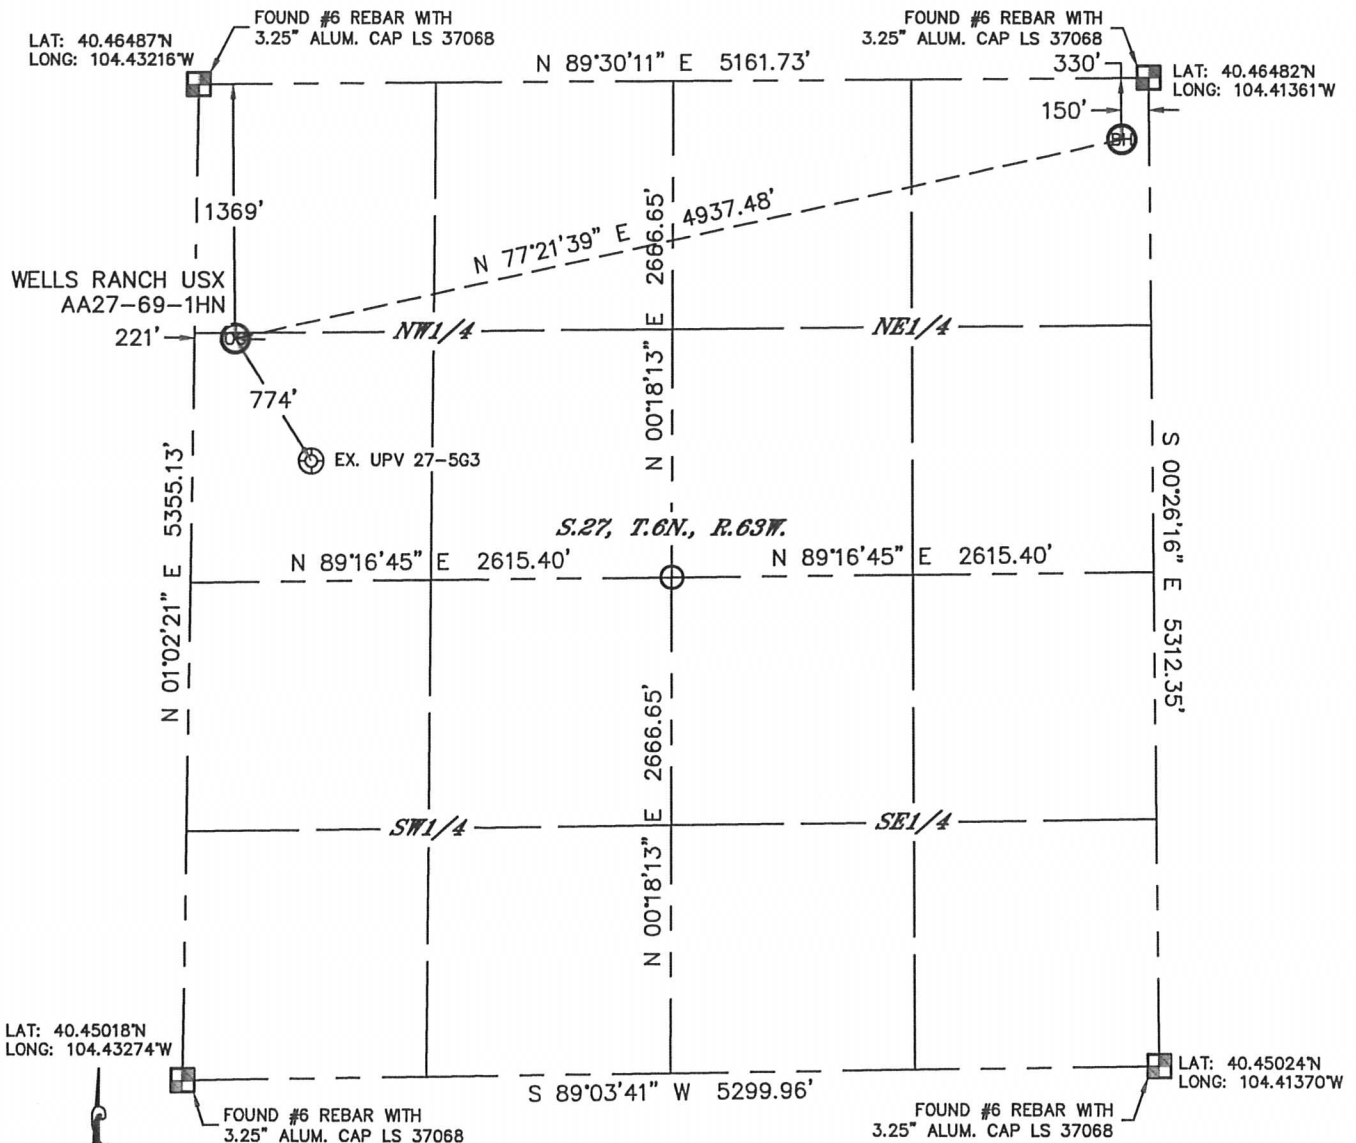 FOUND #6 REBAR WITH
3.25" ALUM. CAP LS 37068
LAT: 40.46487°N
LONG: 104.43216°W
FOUND #6 REBAR WITH
3.25" ALUM. CAP LS 37068
N 89°30'11" E 5161.73'
330'
LAT: 40.46482°N
LONG: 104.41361°W
150'
BH
1369'
N 77°21'39" E 4937.48'
N 00°18'13" E 2666.65'
WELLS RANCH USX
AA27-69-1HN
221'
NW1/4
NE1/4
774'
EX. UPV 27-5G3
N 01°02'21" E 5355.13'
S 00°26'16" E 5312.35'
S.27, T.6N., R.63W.
N 89°16'45" E 2615.40'
N 89°16'45" E 2615.40'
N 00°18'13" E 2666.65'
SW1/4
SE1/4
LAT: 40.45018°N
LONG: 104.43274°W
S 89°03'41" W 5299.96'
LAT: 40.45024°N
LONG: 104.41370°W
FOUND #6 REBAR WITH
3.25" ALUM. CAP LS 37068
FOUND #6 REBAR WITH
3.25" ALUM. CAP LS 37068